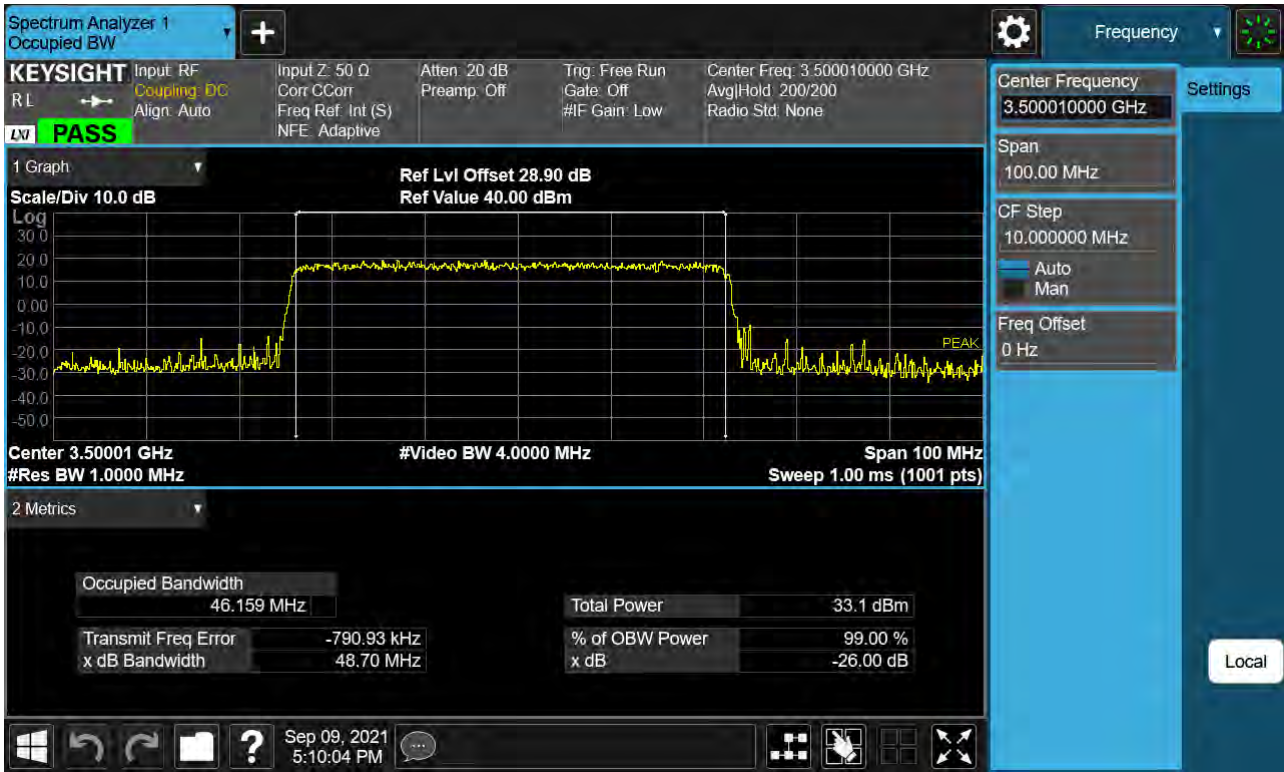 Spectrum Analyzer 1
Occupied BW
+
Frequency
KEYSIGHT
RL
LXI
PASS
Input: RF
Coupling: DC
Align: Auto
Input Z: 50 Ω
Corr CCorr
Freq Ref: Int (S)
NFE: Adaptive
Atten: 20 dB
Preamp: Off
Trig: Free Run
Gate: Off
#IF Gain: Low
Center Freq: 3.500010000 GHz
Avg|Hold: 200/200
Radio Std: None
Center Frequency
3.500010000 GHz
Settings
Span
100.00 MHz
CF Step
10.000000 MHz
Auto
Man
Freq Offset
0 Hz
1 Graph
Scale/Div 10.0 dB
Ref Lvl Offset 28.90 dB
Ref Value 40.00 dBm
Log
30.0
20.0
10.0
0.00
-10.0
-20.0
-30.0
-40.0
-50.0
PEAK
Center 3.50001 GHz
#Video BW 4.0000 MHz
Span 100 MHz
#Res BW 1.0000 MHz
Sweep 1.00 ms (1001 pts)
2 Metrics
Occupied Bandwidth
46.159 MHz
Total Power 33.1 dBm
Transmit Freq Error -790.93 kHz
% of OBW Power 99.00 %
x dB Bandwidth 48.70 MHz
x dB -26.00 dB
Local
?
Sep 09, 2021
5:10:04 PM